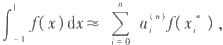 ∫_{-1}^{1} f(x)dx ≈ ∑_{i=0}^{n} a_i^{(n)} f(x_i^*),